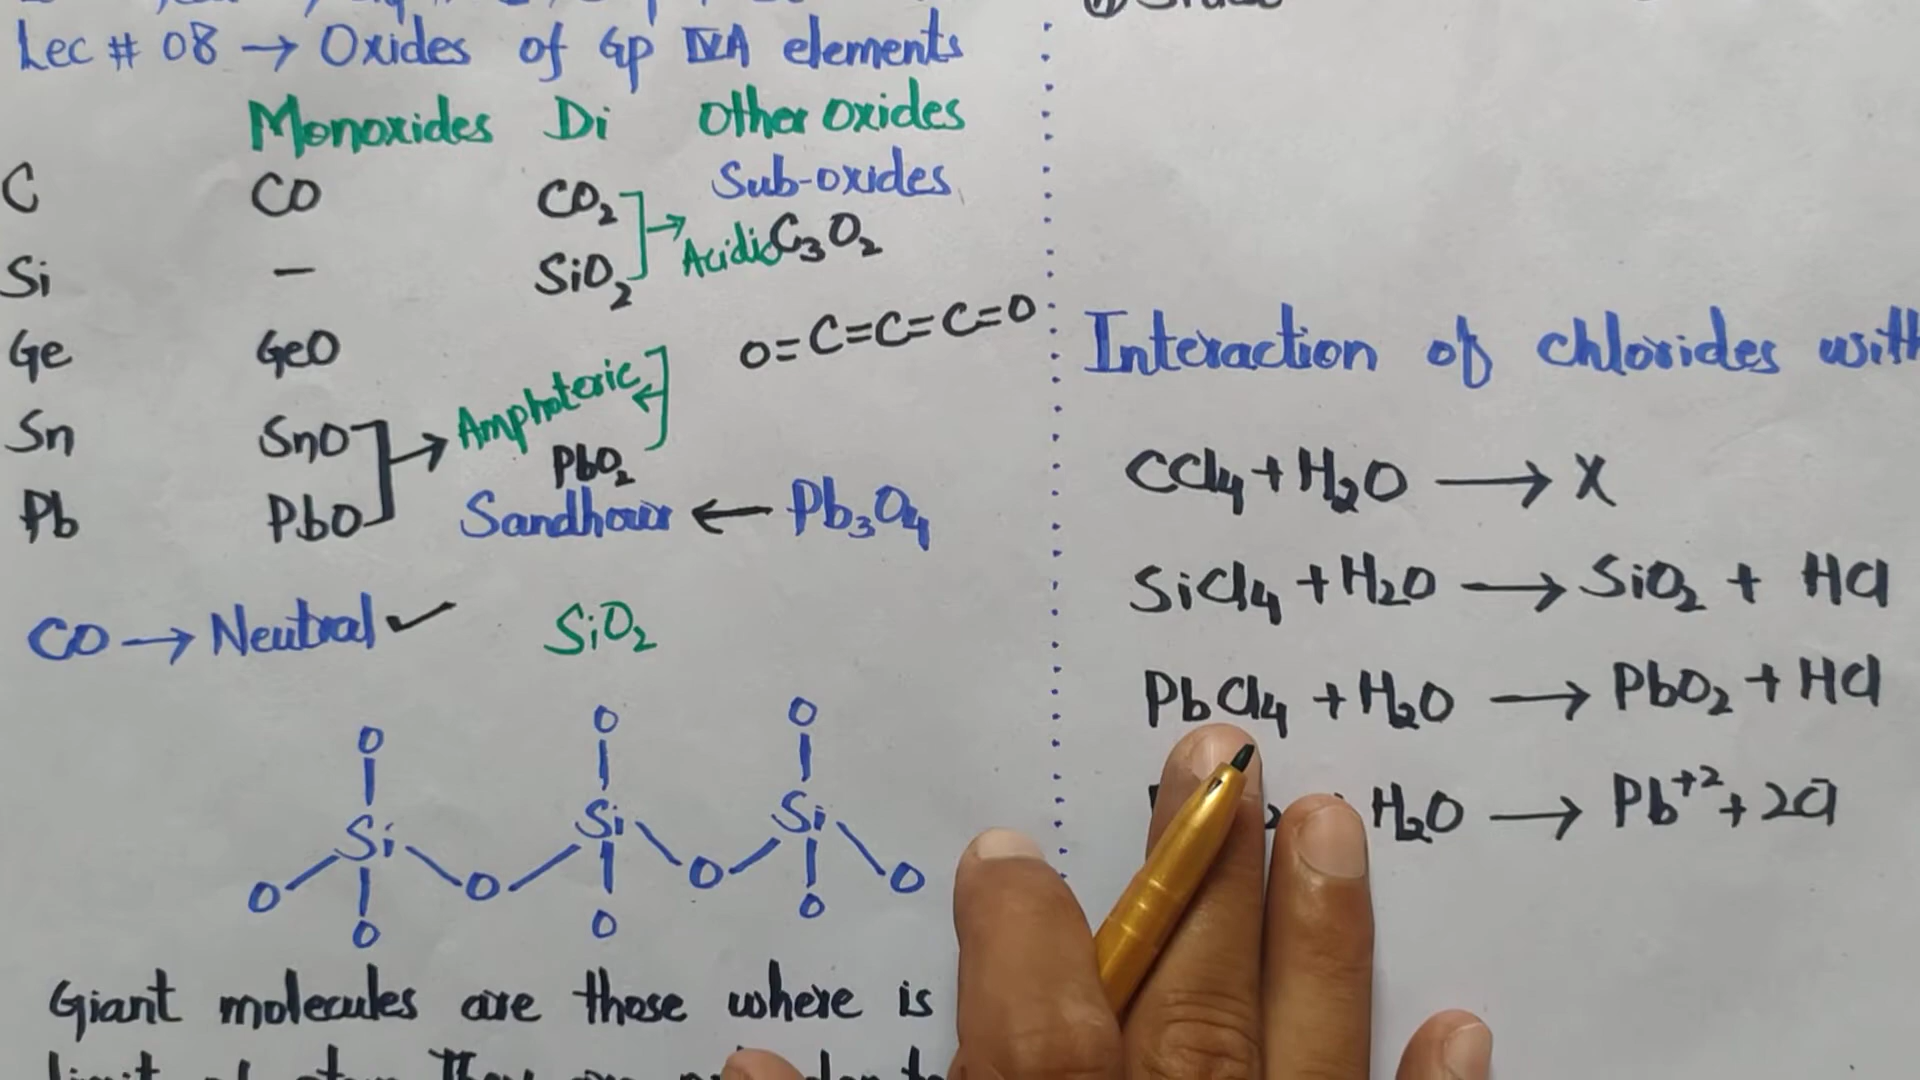 Lec # 08 → Oxides of Gp IVA elements
Monoxides Di Other oxides
C CO CO₂ Sub-oxides
Acidic C₃O₂
Si – SiO₂
O=C=C=C=O
Ge GeO
Amphoteric
Sn SnO
PbO₂
Pb PbO Sandhoor ← Pb₃O₄
CO → Neutral ✓ SiO₂
O O O
Si Si Si
O O O O
O O O
Giant molecules are those where is
Interaction of chlorides with
CCl₄ + H₂O → X
SiCl₄ + H₂O → SiO₂ + HCl
PbCl₄ + H₂O → PbO₂ + HCl
H₂O → Pb⁺² + 2Cl